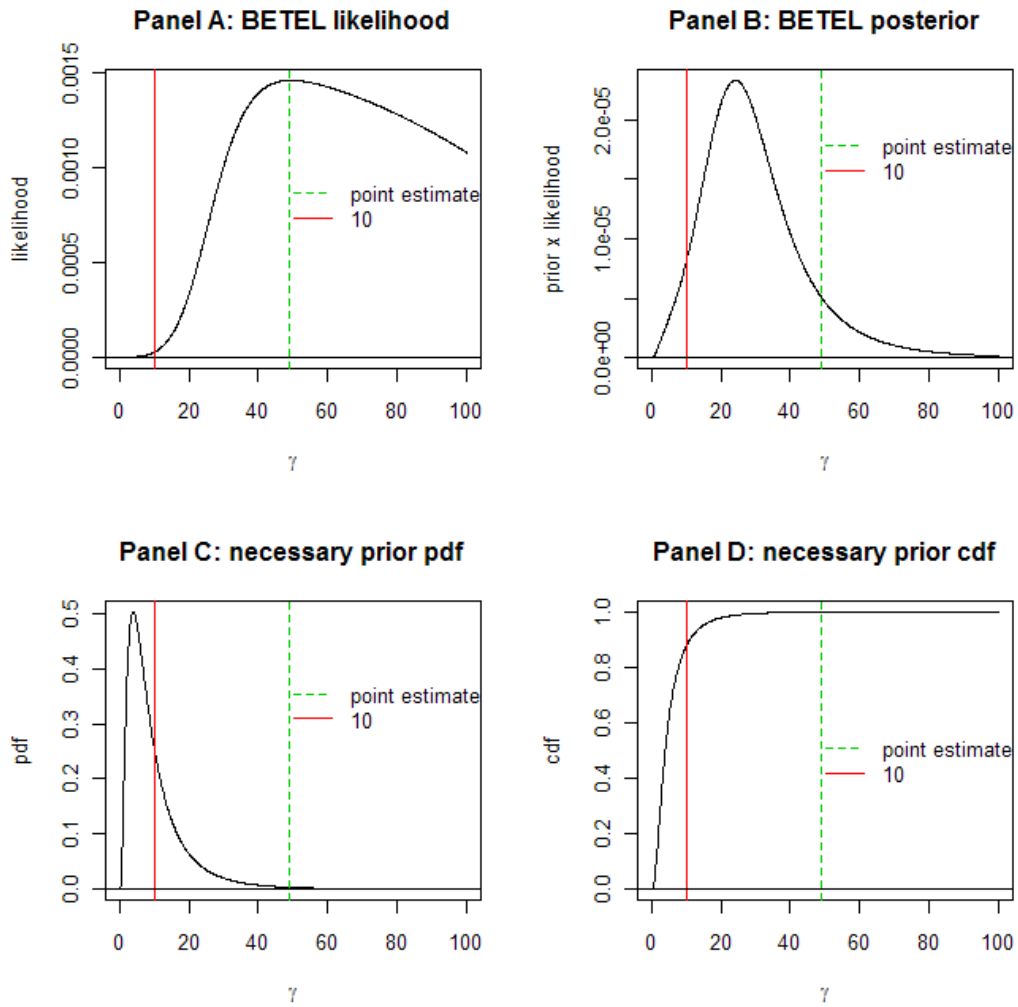 Panel A: BETEL likelihood
likelihood
0.0000
0.0005
0.0010
0.0015
point estimate
10
0 20 40 60 80 100
γ
Panel B: BETEL posterior
prior x likelihood
0.0e+00
1.0e-05
2.0e-05
point estimate
10
0 20 40 60 80 100
γ
Panel C: necessary prior pdf
pdf
0.0
0.1
0.2
0.3
0.4
0.5
point estimate
10
0 20 40 60 80 100
γ
Panel D: necessary prior cdf
cdf
0.0
0.2
0.4
0.6
0.8
1.0
point estimate
10
0 20 40 60 80 100
γ